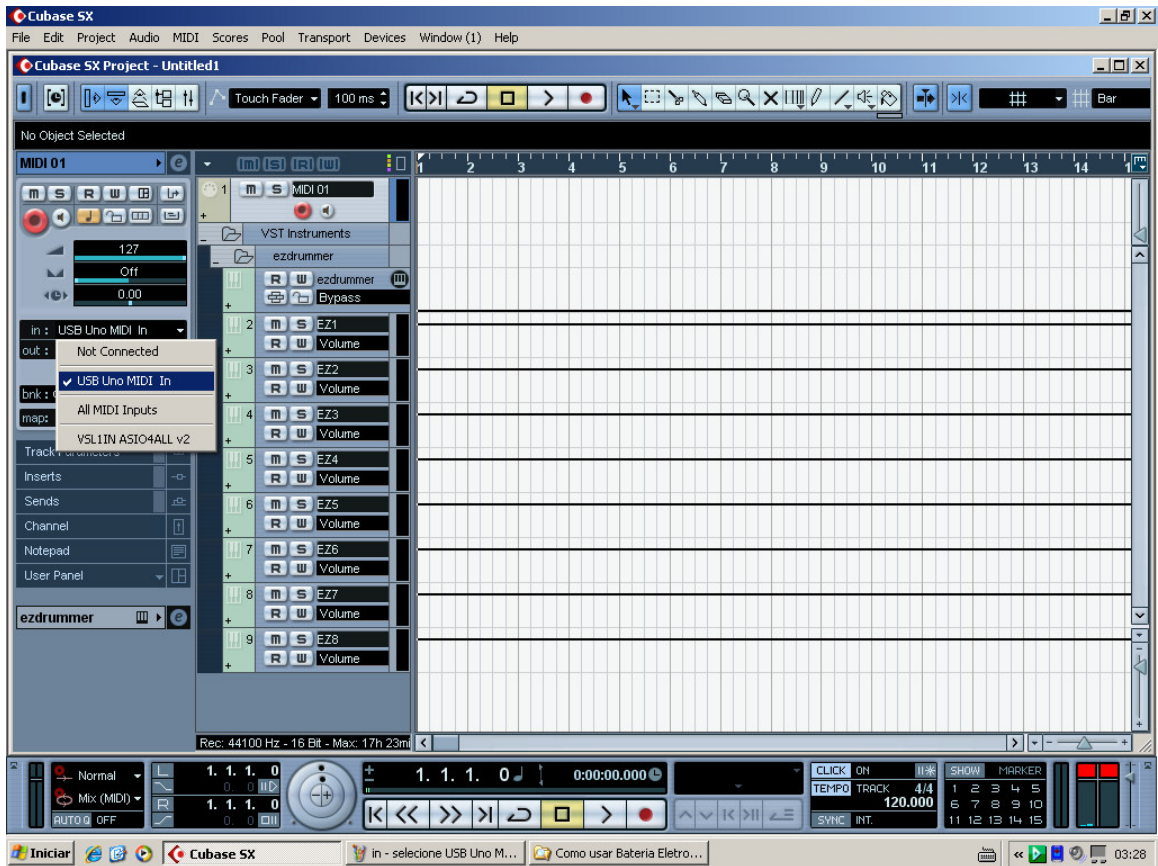 Cubase SX
File Edit Project Audio MIDI Scores Pool Transport Devices Window (1) Help
Cubase SX Project - Untitled1
Touch Fader 100 ms Bar
No Object Selected
MIDI 01
1 2 3 4 5 6 7 8 9 10 11 12 13 14 1
m S R W
127
Off
0.00
1 m S MIDI 01
VST Instruments
ezdrummer
R W ezdrummer
Bypass
in : USB Uno MIDI In
out :
Not Connected
USB Uno MIDI In
All MIDI Inputs
VSL1IN ASIO4ALL v2
bnk :
map:
2 m S EZ1
R W Volume
3 m S EZ2
R W Volume
4 m S EZ3
R W Volume
5 m S EZ4
R W Volume
6 m S EZ5
R W Volume
7 m S EZ6
R W Volume
8 m S EZ7
R W Volume
9 m S EZ8
R W Volume
Inserts
Sends
Channel
Notepad
User Panel
ezdrummer
Rec: 44100 Hz - 16 Bit - Max: 17h 23mi
Normal
Mix (MIDI)
AUTO Q OFF
L 1. 1. 1. 0
0. 0
R 1. 1. 1. 0
0. 0
1. 1. 1. 0 0:00:00.000
CLICK ON
TEMPO TRACK 4/4
120.000
SYNC INT.
SHOW MARKER
1 2 3 4 5
6 7 8 9 10
11 12 13 14 15
Iniciar Cubase SX in - selecione USB Uno M... Como usar Bateria Eletro... 03:28